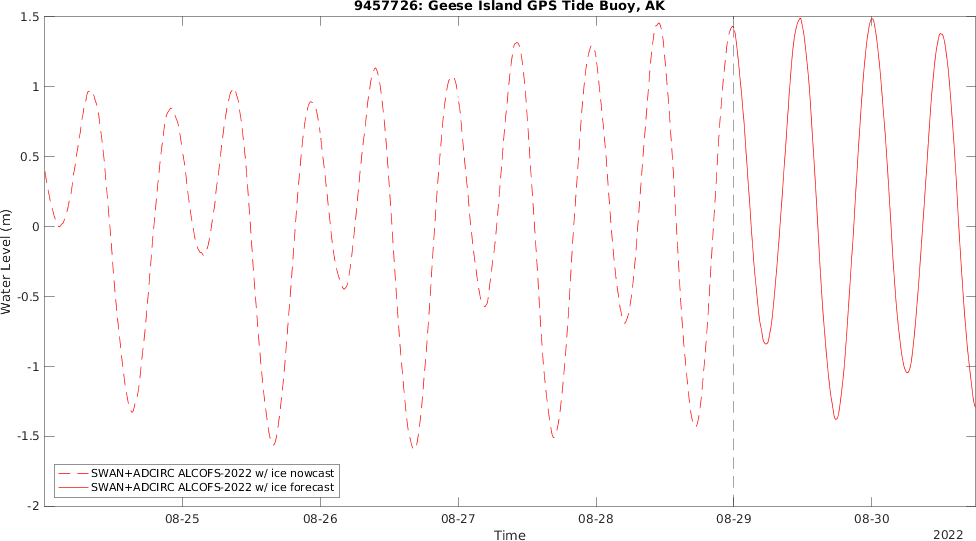 9457726: Geese Island GPS Tide Buoy, AK
1.5
1
0.5
0
-0.5
-1
-1.5
-2
Water Level (m)
SWAN+ADCIRC ALCOFS-2022 w/ ice nowcast
SWAN+ADCIRC ALCOFS-2022 w/ ice forecast
08-25 08-26 08-27 08-28 08-29 08-30
Time
2022